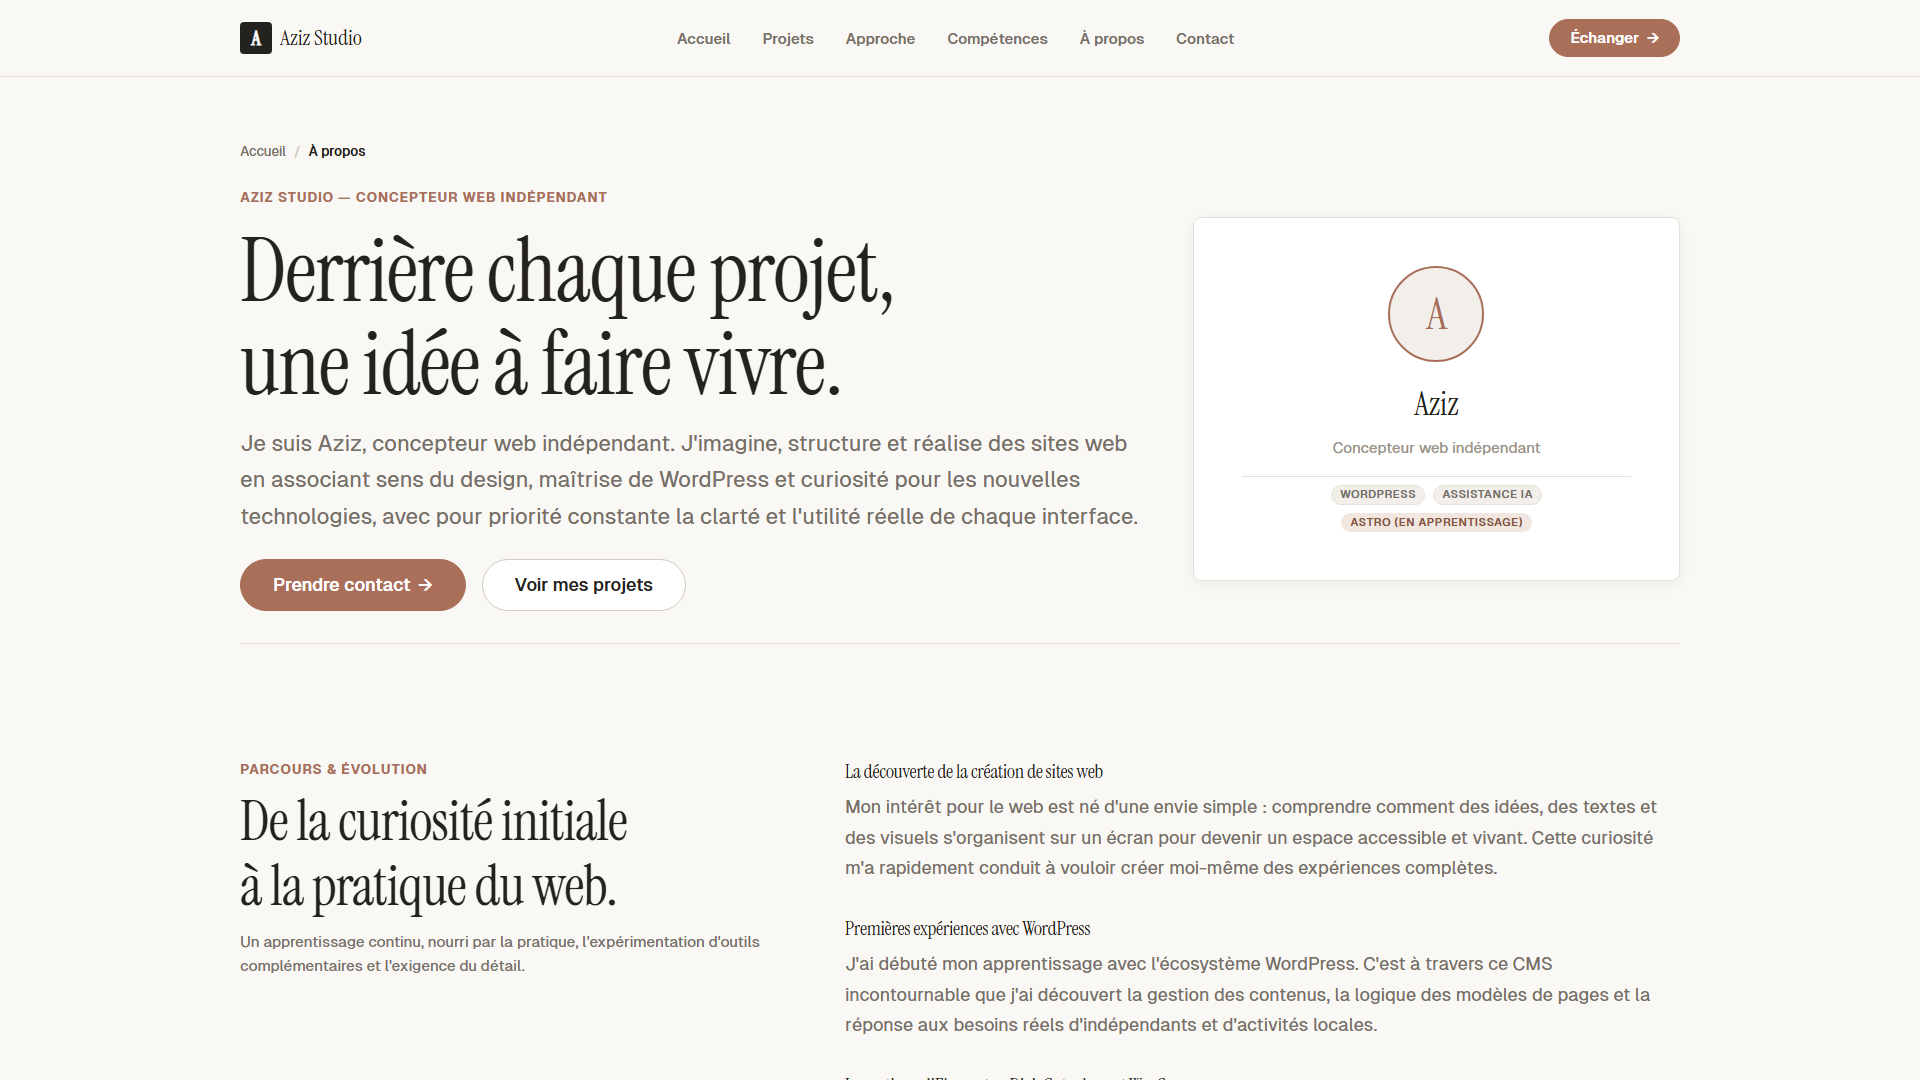 A Aziz Studio
Accueil Projets Approche Compétences À propos Contact
Échanger →
Accueil / À propos
AZIZ STUDIO — CONCEPTEUR WEB INDÉPENDANT
Derrière chaque projet,
une idée à faire vivre.
Je suis Aziz, concepteur web indépendant. J'imagine, structure et réalise des sites web
en associant sens du design, maîtrise de WordPress et curiosité pour les nouvelles
technologies, avec pour priorité constante la clarté et l'utilité réelle de chaque interface.
Prendre contact →
Voir mes projets
A
Aziz
Concepteur web indépendant
WORDPRESS
ASSISTANCE IA
ASTRO (EN APPRENTISSAGE)
PARCOURS & ÉVOLUTION
De la curiosité initiale
à la pratique du web.
Un apprentissage continu, nourri par la pratique, l'expérimentation d'outils
complémentaires et l'exigence du détail.
La découverte de la création de sites web
Mon intérêt pour le web est né d'une envie simple : comprendre comment des idées, des textes et
des visuels s'organisent sur un écran pour devenir un espace accessible et vivant. Cette curiosité
m'a rapidement conduit à vouloir créer moi-même des expériences complètes.
Premières expériences avec WordPress
J'ai débuté mon apprentissage avec l'écosystème WordPress. C'est à travers ce CMS
incontournable que j'ai découvert la gestion des contenus, la logique des modèles de pages et la
réponse aux besoins réels d'indépendants et d'activités locales.